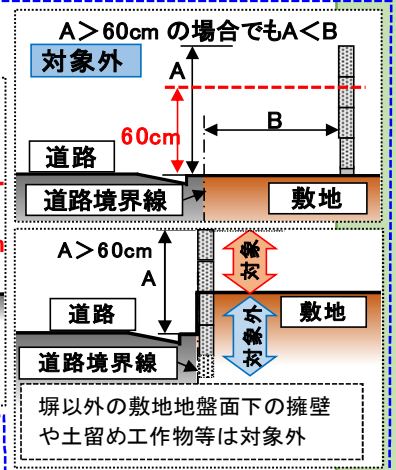 A＞60cm の場合でもA＜B
対象外
A
60cm
B
道路
道路境界線
敷地
A＞60cm
A
対象
道路
敷地
対象外
道路境界線
塀以外の敷地地盤面下の擁壁
や土留め工作物等は対象外